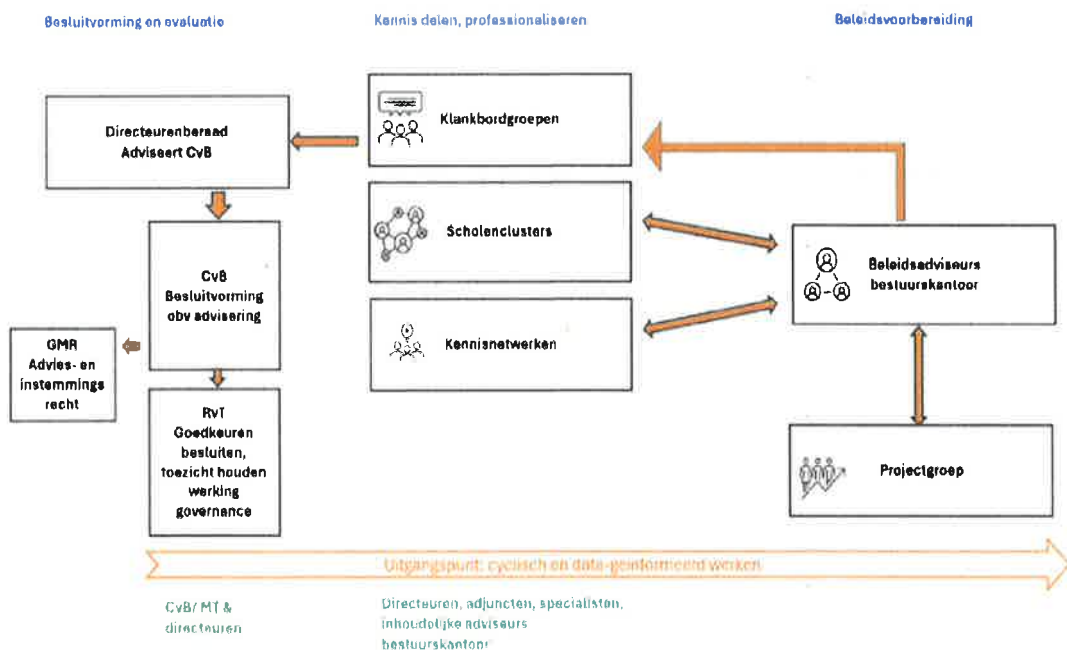 Besluitvorming en evaluatie
Kennis delen, professionaliseren
Beleidsvoorbereiding
Directeurenberaad
Adviseert CvB
Klankbordgroepen
Scholenclusters
Kennisnetwerken
Beleidsadviseurs
bestuurskantoor
CvB
Besluitvorming
obv advisering
GMR
Advies- en
instemmings
recht
RvT
Goedkeuren
besluiten,
toezicht houden
werking
governance
Projectgroep
Uitgangspunt: cyclisch en data-geïnformeerd werken
CvB/ MT &
directeuren
Directeuren, adjuncten, specialisten,
inhoudelijke adviseurs
bestuurskantoor